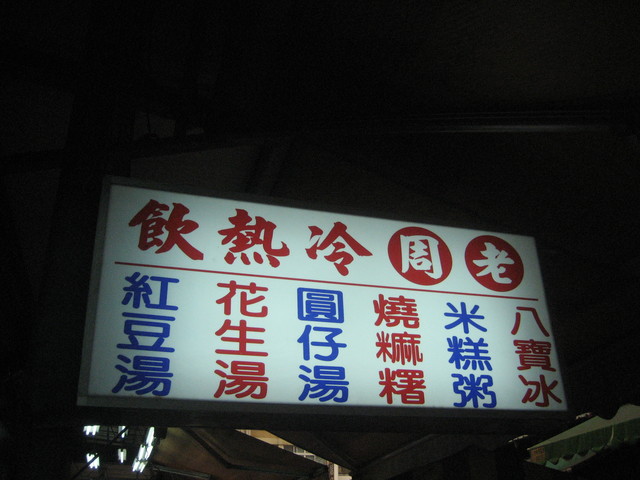 老周冷熱飲
八寶冰
米糕粥
燒麻糬
圓仔湯
花生湯
紅豆湯